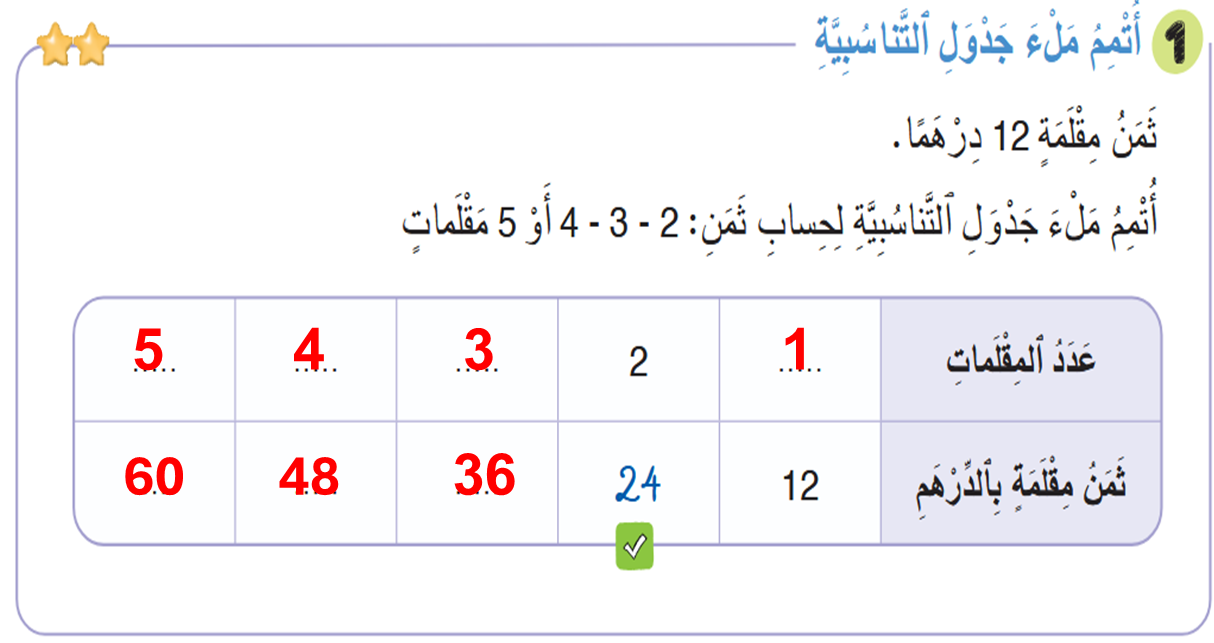 1 أُتْمِمُ مَلْءَ جَدْوَلِ ٱلتَّناسُبِيَّةِ
ثَمَنُ مِقْلَمَةٍ 12 دِرْهَمًا.
أُتْمِمُ مَلْءَ جَدْوَلِ ٱلتَّناسُبِيَّةِ لِحِسابِ ثَمَنِ: 2 - 3 - 4 أَوْ 5 مَقْلَماتٍ
عَدَدُ ٱلمِقْلَماتِ 1 2 3 4 5
ثَمَنُ مِقْلَمَةٍ بِٱلدِّرْهَمِ 12 24 36 48 60